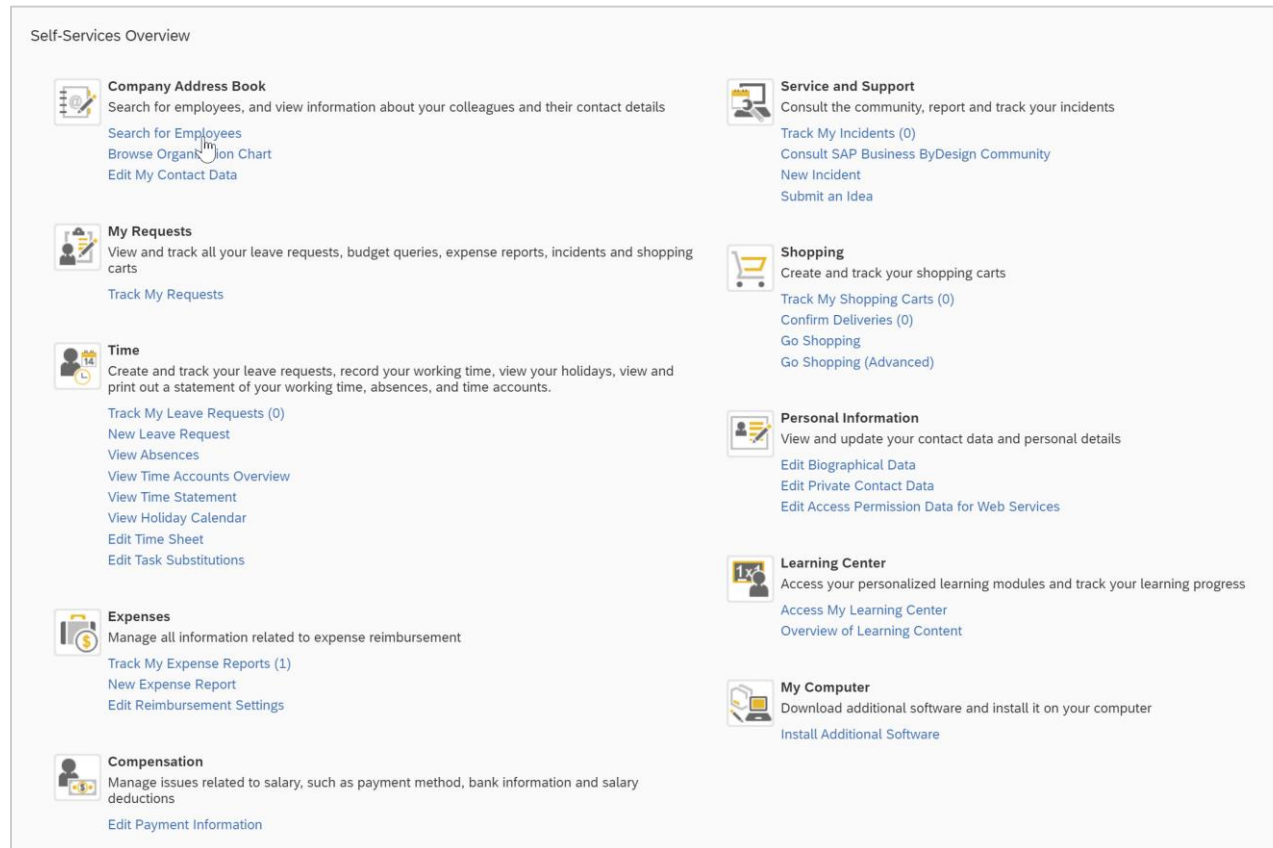 Self-Services Overview
Company Address Book
Search for employees, and view information about your colleagues and their contact details
Search for Employees
Browse Organi ion Chart
Edit My Contact Data
My Requests
View and track all your leave requests, budget queries, expense reports, incidents and shopping
carts
Track My Requests
Time
14
Create and track your leave requests, record your working time, view your holidays, view and
print out a statement of your working time, absences, and time accounts.
Track My Leave Requests (0)
New Leave Request
View Absences
View Time Accounts Overview
View Time Statement
View Holiday Calendar
Edit Time Sheet
Edit Task Substitutions
Expenses
Manage all information related to expense reimbursement
Track My Expense Reports (1)
New Expense Report
Edit Reimbursement Settings
Compensation
Manage issues related to salary, such as payment method, bank information and salary
deductions
Edit Payment Information
Service and Support
Consult the community, report and track your incidents
Track My Incidents (0)
Consult SAP Business ByDesign Community
New Incident
Submit an Idea
Shopping
Create and track your shopping carts
Track My Shopping Carts (0)
Confirm Deliveries (0)
Go Shopping
Go Shopping (Advanced)
Personal Information
View and update your contact data and personal details
Edit Biographical Data
Edit Private Contact Data
Edit Access Permission Data for Web Services
Learning Center
1x1
Access your personalized learning modules and track your learning progress
Access My Learning Center
Overview of Learning Content
My Computer
Download additional software and install it on your computer
Install Additional Software